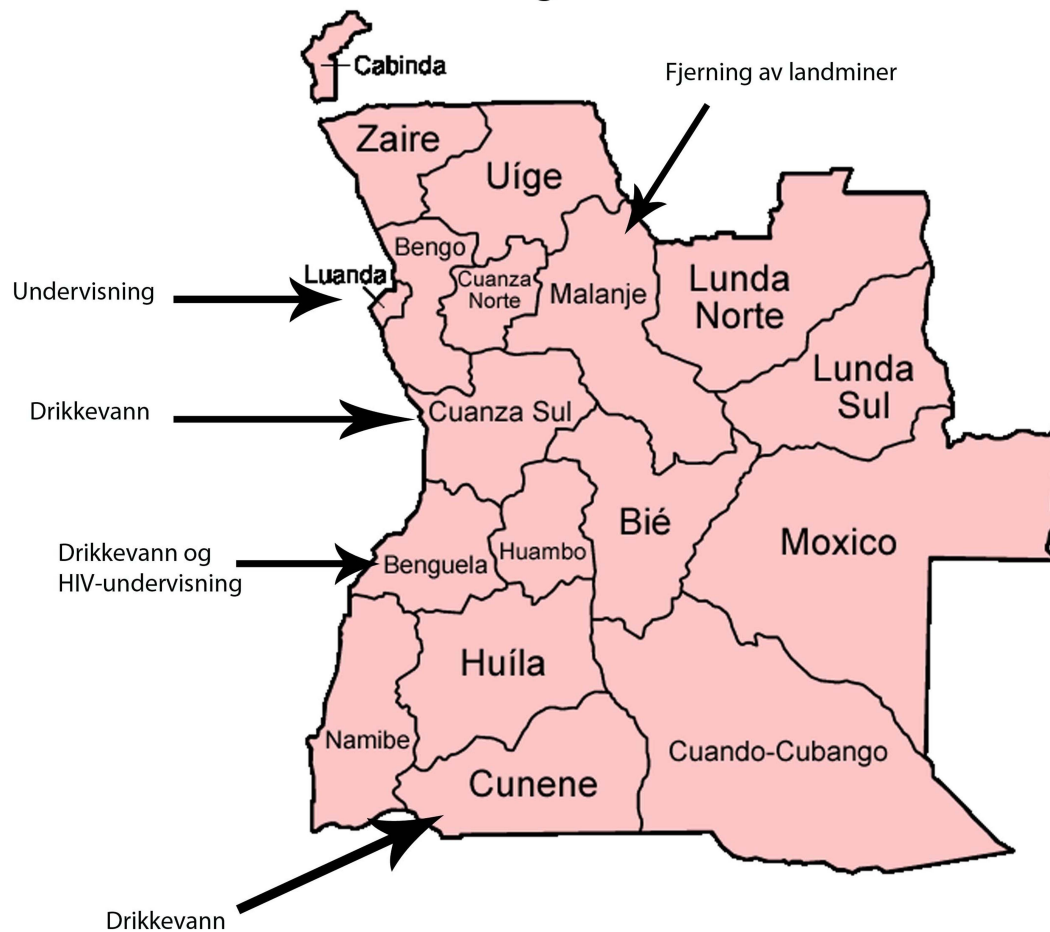 Cabinda
Fjerning av landminer
Zaire
Uíge
Bengo
Luanda
Undervisning
Cuanza
Norte
Malanje
Lunda
Norte
Lunda
Sul
Drikkevann
Cuanza Sul
Bié
Moxico
Drikkevann og
HIV-undervisning
Benguela
Huambo
Huíla
Namibe
Cunene
Cuando-Cubango
Drikkevann